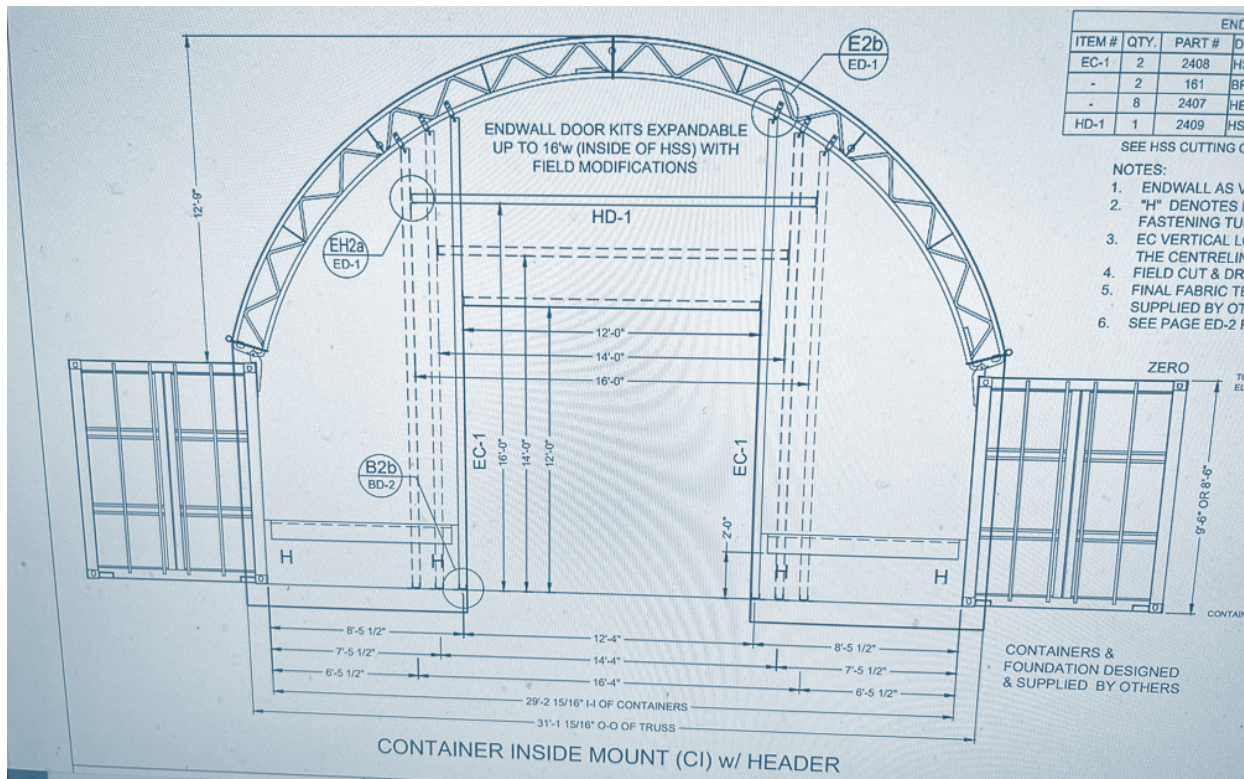 END
ITEM # QTY. PART #
EC-1 2 2408
- 2 161
- 8 2407
HD-1 1 2409
SEE HSS CUTTING
NOTES:
1. ENDWALL AS
2. "H" DENOTES
FASTENING
3. EC VERTICAL
THE
4. FIELD CUT &
5. FINAL FABRIC
SUPPLIED BY
6. SEE PAGE ED-2
E2b
ED-1
ENDWALL DOOR KITS EXPANDABLE
UP TO 16'w (INSIDE OF HSS) WITH
FIELD MODIFICATIONS
12'-9"
HD-1
EH2a
ED-1
12'-0"
14'-0"
16'-0"
ZERO
EC-1
16'-0"
14'-0"
12'-0"
EC-1
B2b
BD-2
2'-0"
9'-6" OR 8'-6"
H
H
H
H
8'-5 1/2"
12'-4"
8'-5 1/2"
7'-5 1/2"
14'-4"
7'-5 1/2"
6'-5 1/2"
16'-4"
6'-5 1/2"
29'-2 15/16" I-I OF CONTAINERS
31'-1 15/16" O-O OF TRUSS
CONTAINERS &
FOUNDATION DESIGNED
& SUPPLIED BY OTHERS
CONTAINER INSIDE MOUNT (CI) w/ HEADER